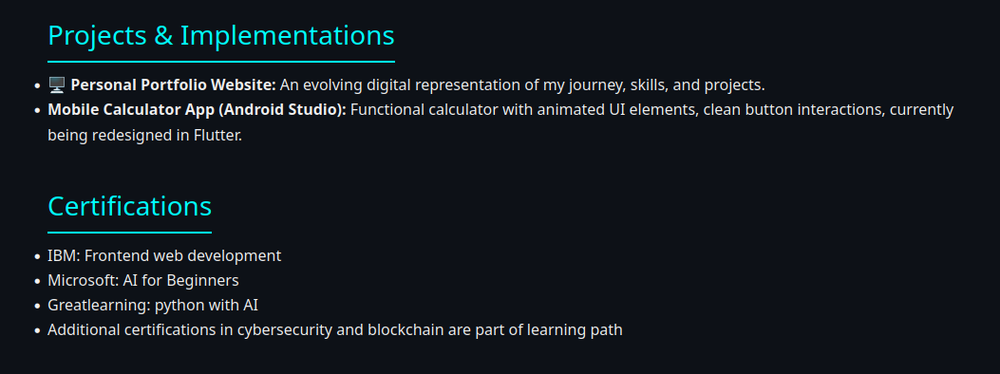 Projects & Implementations
• 🖥️ Personal Portfolio Website: An evolving digital representation of my journey, skills, and projects.
• Mobile Calculator App (Android Studio): Functional calculator with animated UI elements, clean button interactions, currently
being redesigned in Flutter.
Certifications
• IBM: Frontend web development
• Microsoft: AI for Beginners
• Greatlearning: python with AI
• Additional certifications in cybersecurity and blockchain are part of learning path